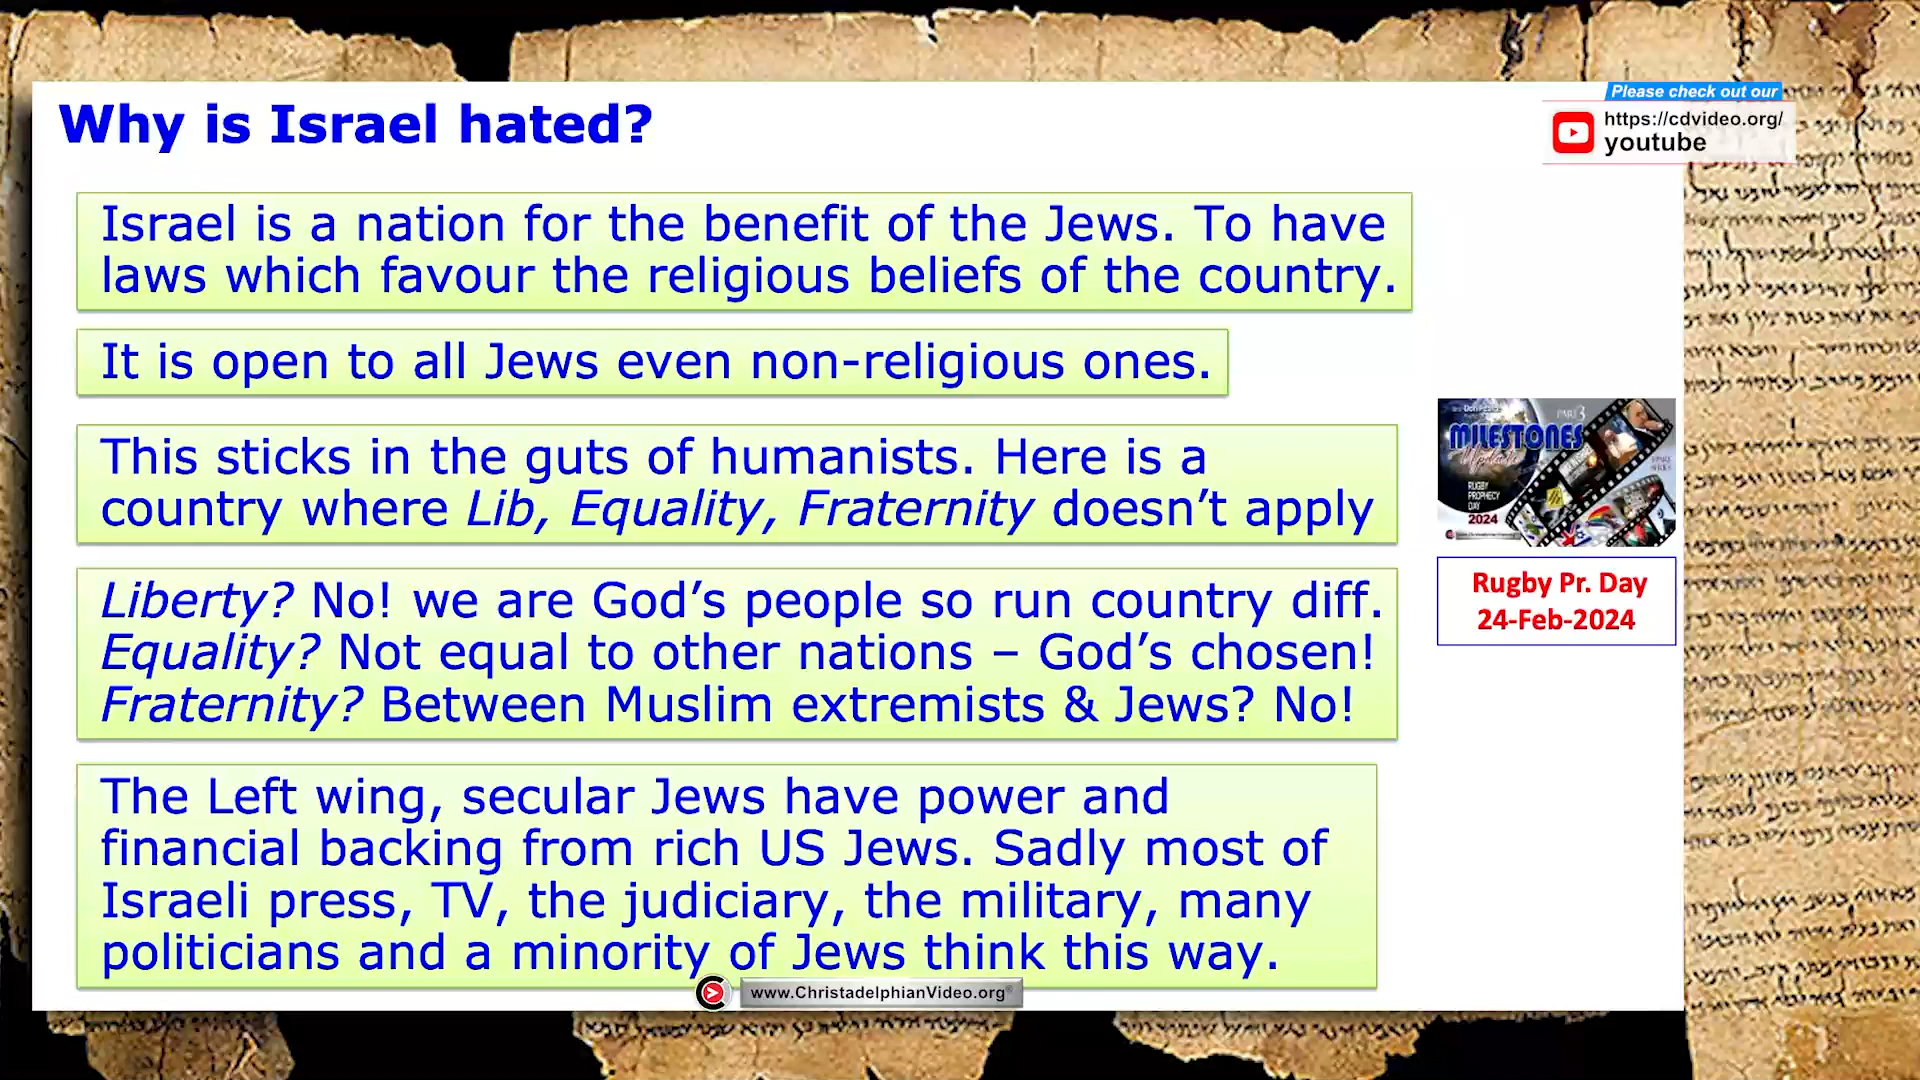 Why is Israel hated?
Please check out our
https://cdvideo.org/
youtube
Israel is a nation for the benefit of the Jews. To have
laws which favour the religious beliefs of the country.
It is open to all Jews even non-religious ones.
This sticks in the guts of humanists. Here is a
country where Lib, Equality, Fraternity doesn’t apply
Liberty? No! we are God’s people so run country diff.
Equality? Not equal to other nations – God’s chosen!
Fraternity? Between Muslim extremists & Jews? No!
The Left wing, secular Jews have power and
financial backing from rich US Jews. Sadly most of
Israeli press, TV, the judiciary, the military, many
politicians and a minority of Jews think this way.
PART 3
MILESTONES
Update
RUGBY
PROPHECY
DAY
2024
Rugby Pr. Day
24-Feb-2024
www.ChristadelphianVideo.org®